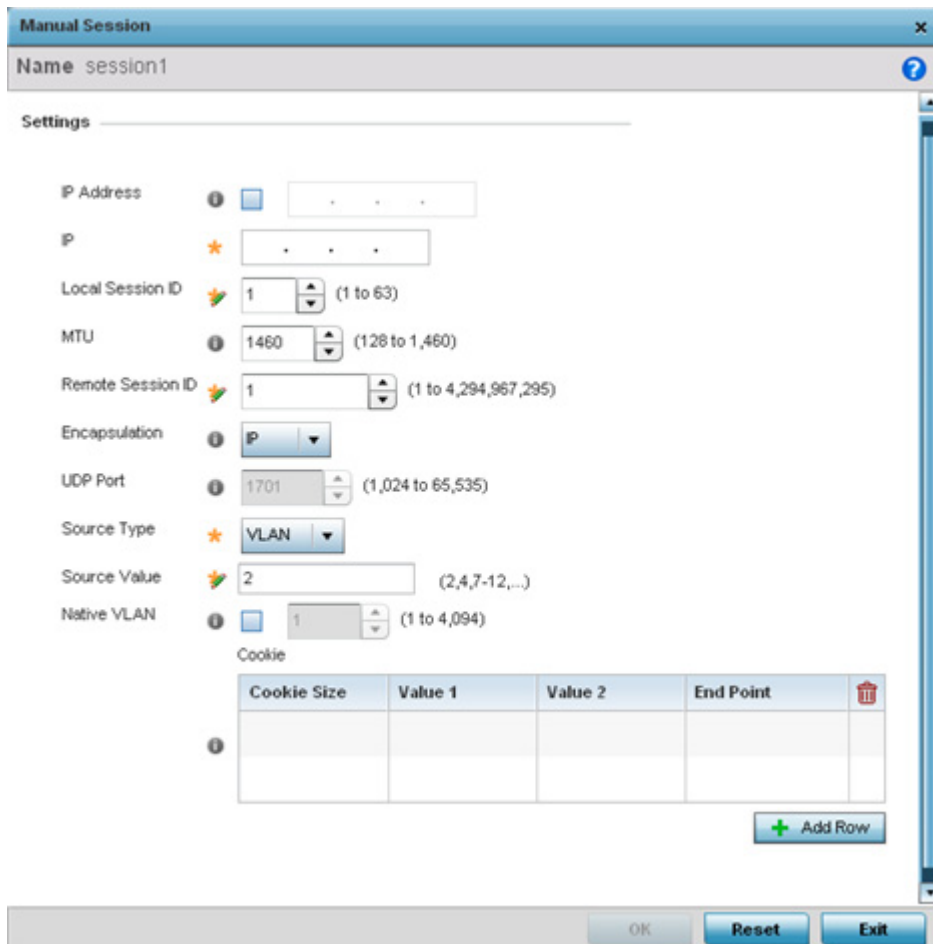 Manual Session
Name session1
Settings
IP Address . . .
IP . . .
Local Session ID 1 (1 to 63)
MTU 1460 (128 to 1,460)
Remote Session ID 1 (1 to 4,294,967,295)
Encapsulation IP
UDP Port 1701 (1,024 to 65,535)
Source Type VLAN
Source Value 2 (2,4,7-12,...)
Native VLAN 1 (1 to 4,094)
Cookie
Cookie Size Value 1 Value 2 End Point
Add Row
OK Reset Exit